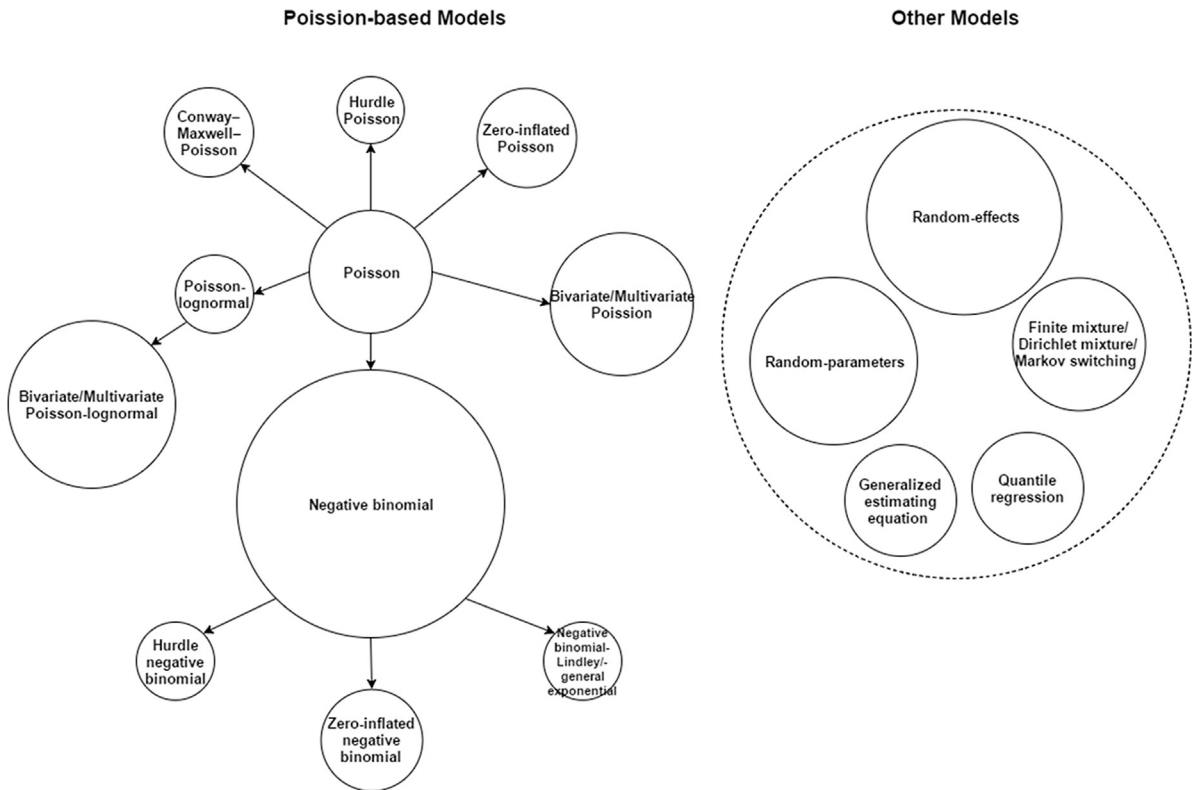 Poission-based Models
Other Models
Conway–
Maxwell–
Poisson
Hurdle
Poisson
Zero-inflated
Poisson
Poisson
Poisson-
lognormal
Bivariate/Multivariate
Poission
Bivariate/Multivariate
Poisson-lognormal
Negative binomial
Hurdle
negative
binomial
Zero-inflated
negative
binomial
Negative
binomial-
Lindley/-
general
exponential
Random-effects
Random-parameters
Finite mixture/
Dirichlet mixture/
Markov switching
Generalized
estimating
equation
Quantile
regression